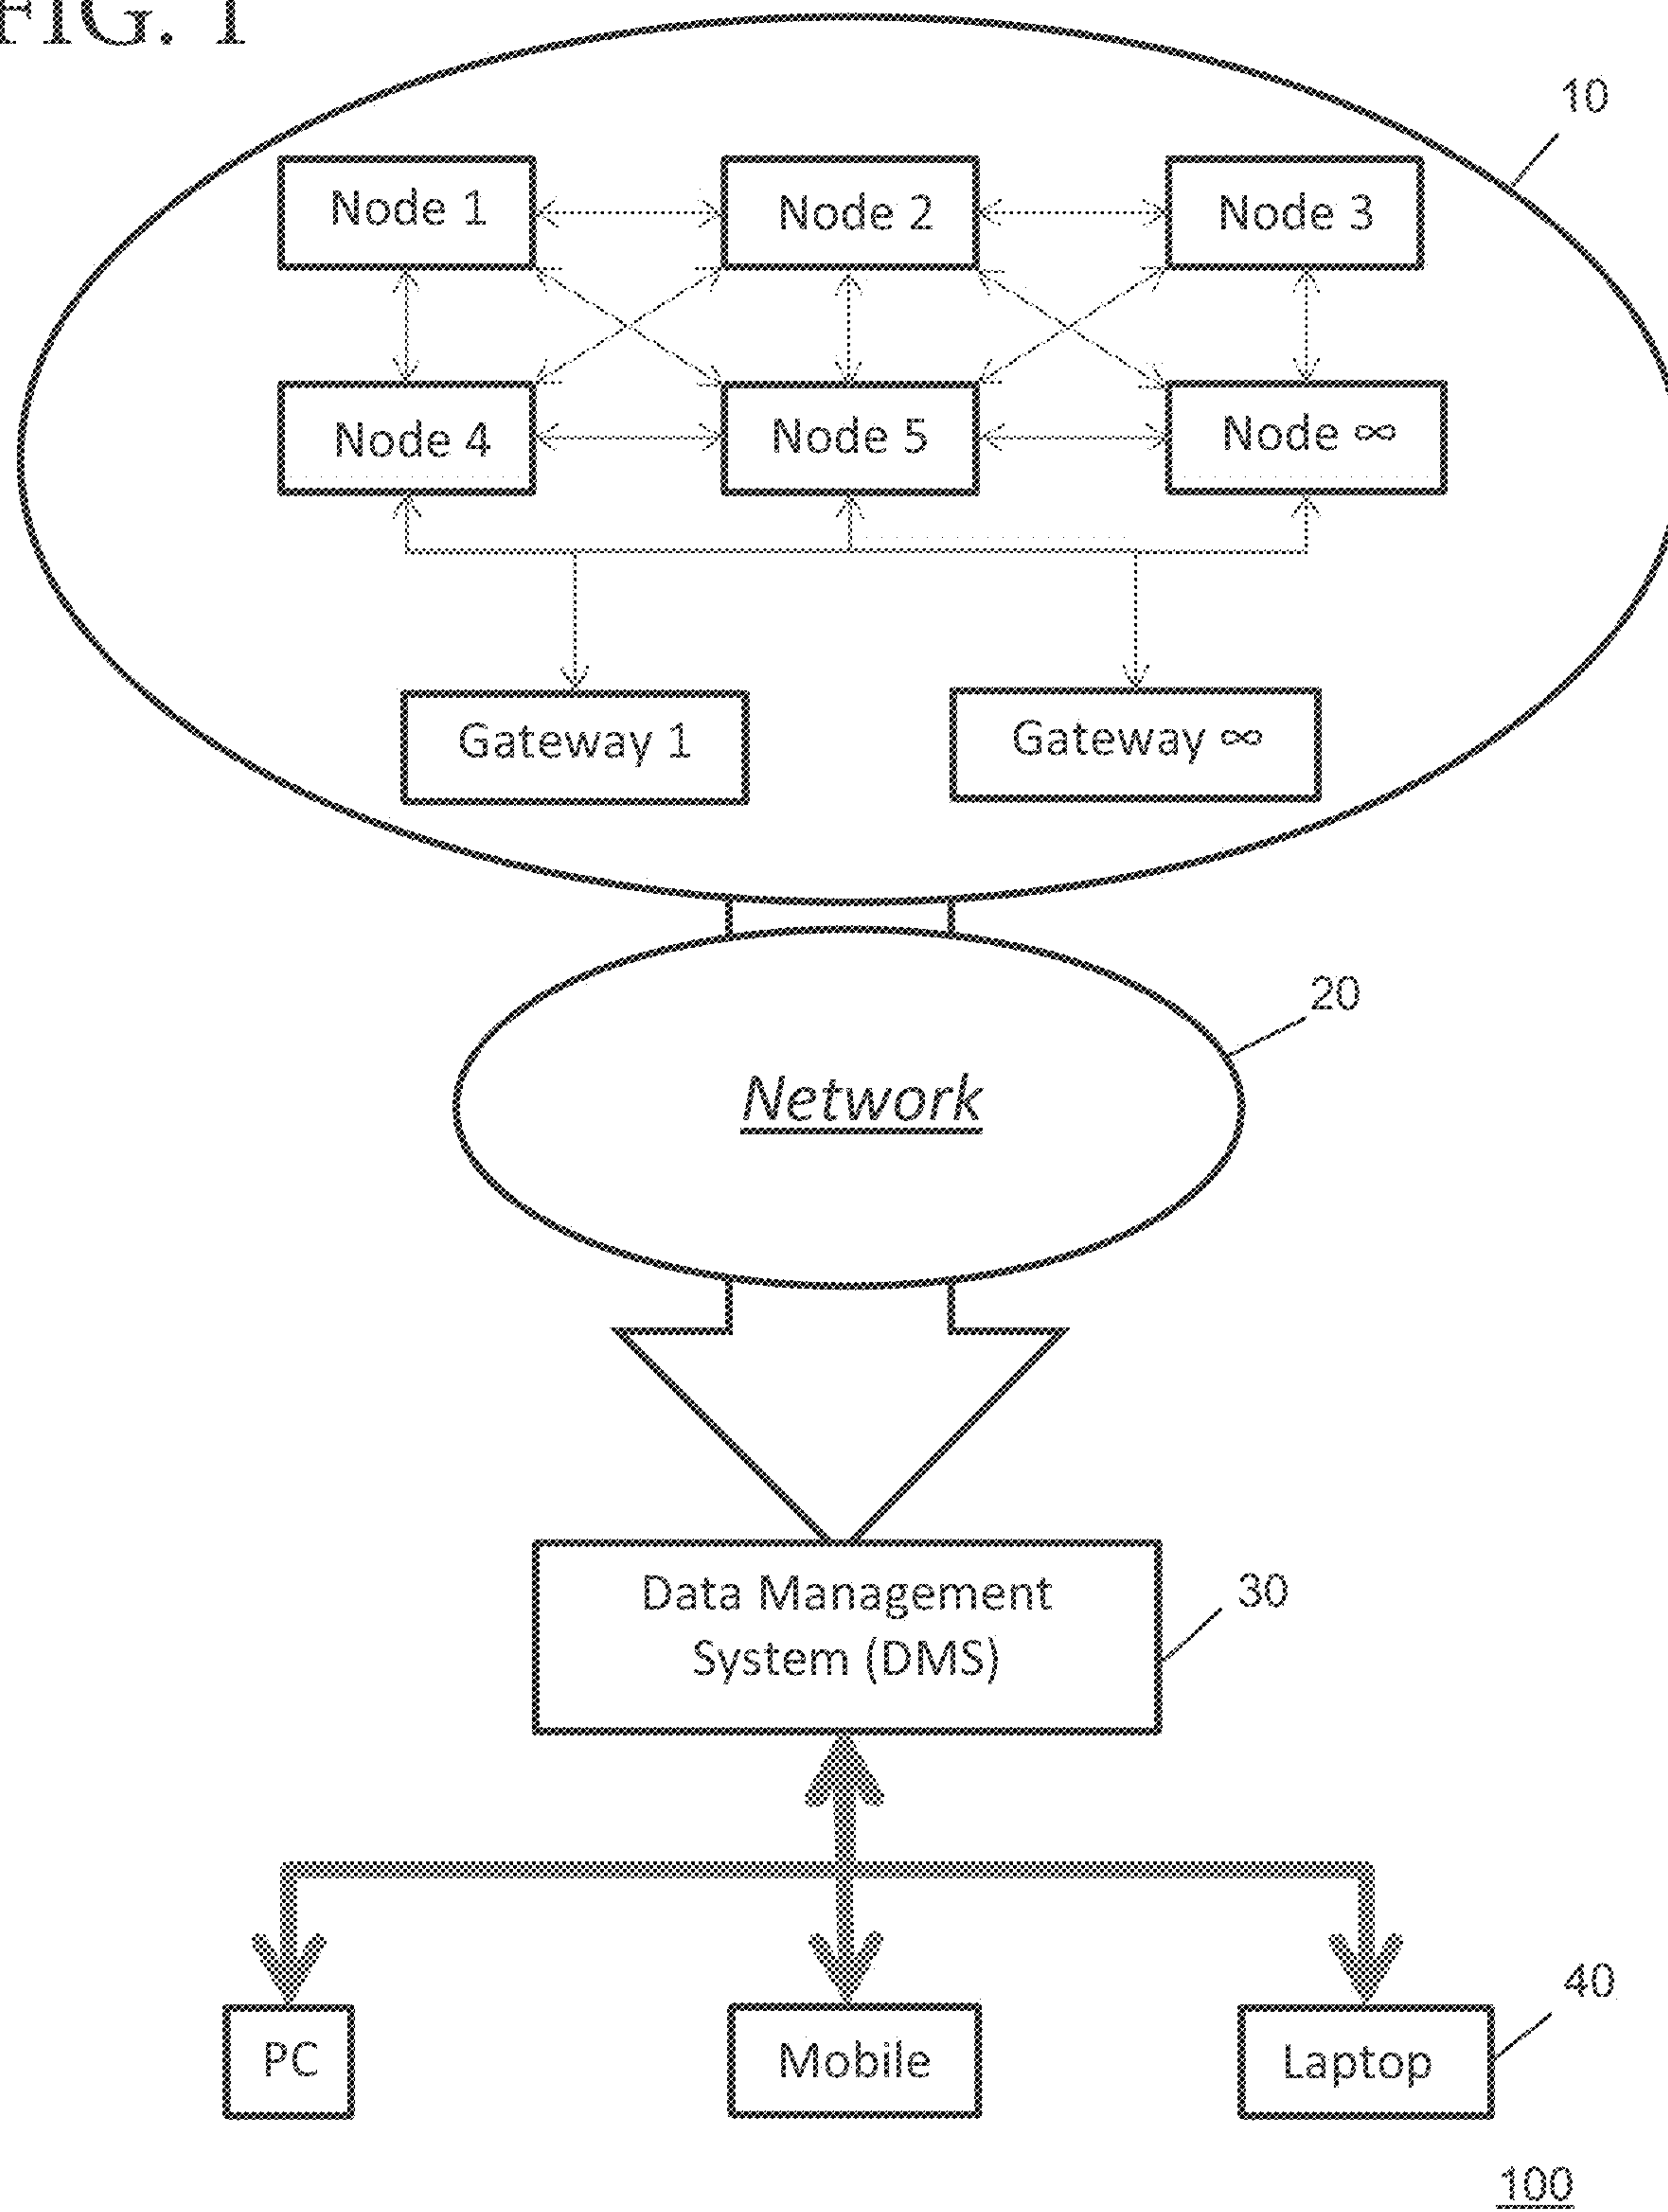 FIG. 1
10
Node 1
Node 2
Node 3
Node 4
Node 5
Node ∞
Gateway 1
Gateway ∞
20
Network
Data Management
System (DMS)
30
PC
Mobile
Laptop
40
100